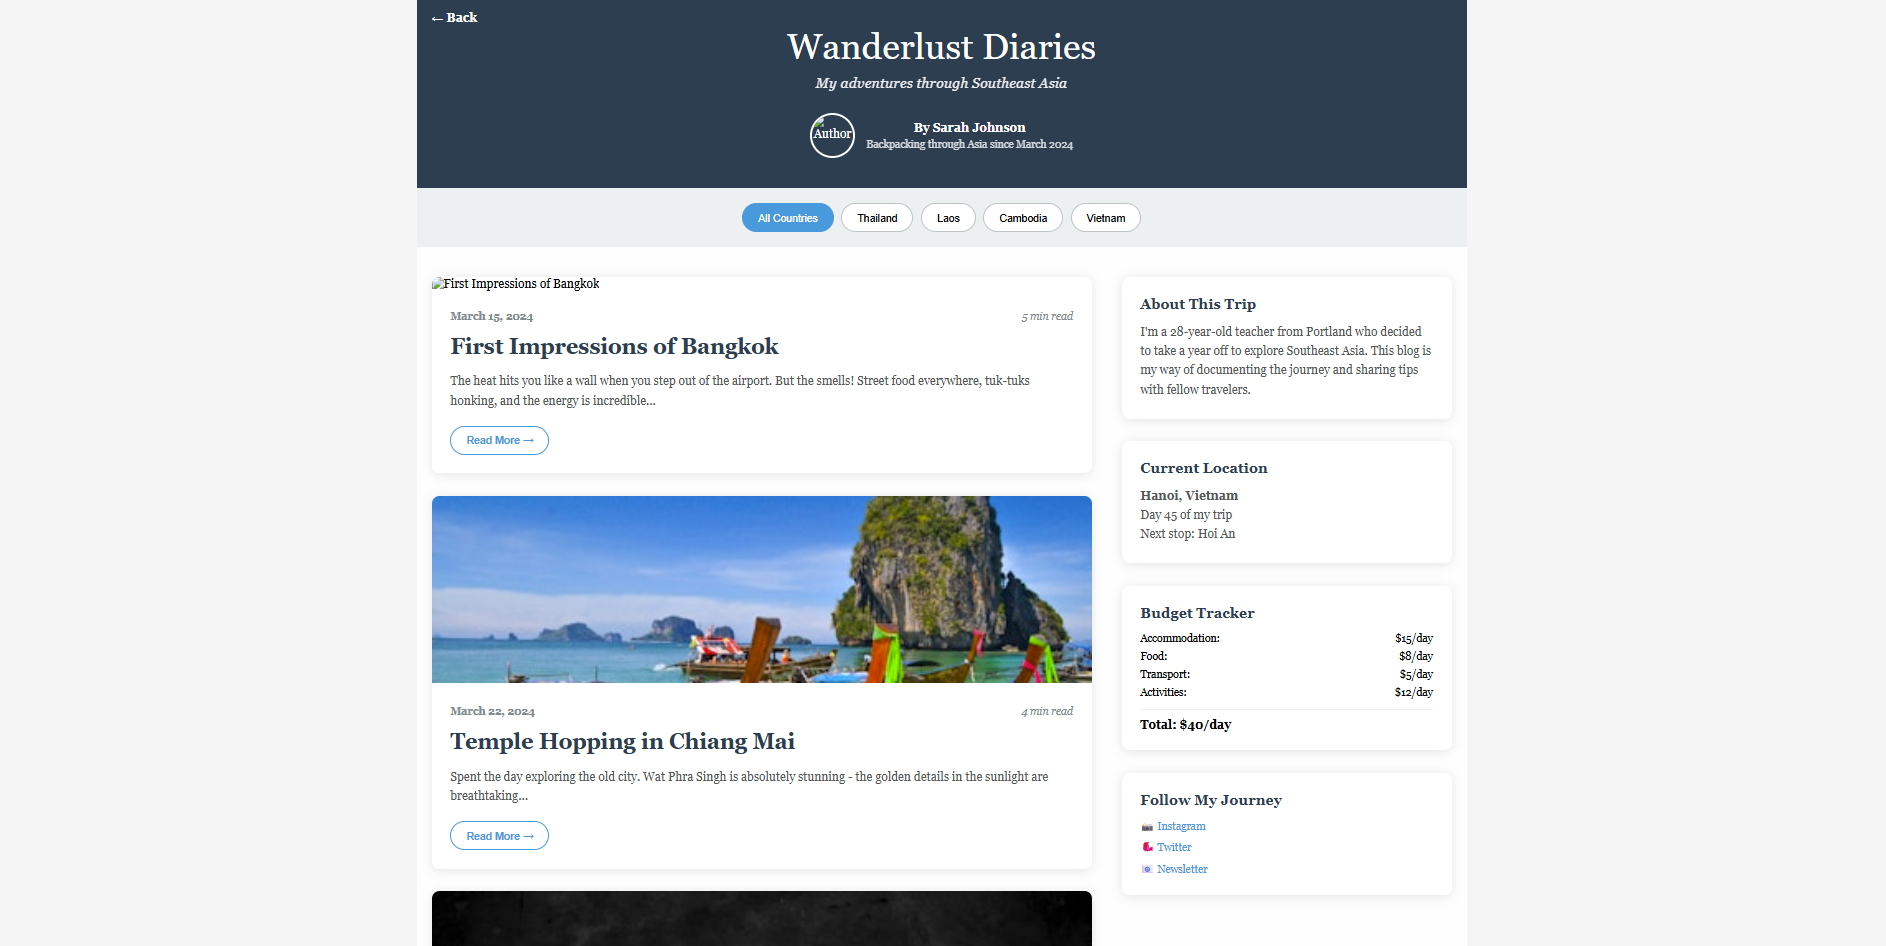 ← Back
Wanderlust Diaries
My adventures through Southeast Asia
Author
By Sarah Johnson
Backpacking through Asia since March 2024
All Countries
Thailand
Laos
Cambodia
Vietnam
First Impressions of Bangkok
March 15, 2024
5 min read
First Impressions of Bangkok
The heat hits you like a wall when you step out of the airport. But the smells! Street food everywhere, tuk-tuks
honking, and the energy is incredible...
Read More →
March 22, 2024
4 min read
Temple Hopping in Chiang Mai
Spent the day exploring the old city. Wat Phra Singh is absolutely stunning - the golden details in the sunlight are
breathtaking...
Read More →
About This Trip
I'm a 28-year-old teacher from Portland who decided
to take a year off to explore Southeast Asia. This blog is
my way of documenting the journey and sharing tips
with fellow travelers.
Current Location
Hanoi, Vietnam
Day 45 of my trip
Next stop: Hoi An
Budget Tracker
Accommodation: $15/day
Food: $8/day
Transport: $5/day
Activities: $12/day
Total: $40/day
Follow My Journey
Instagram
Twitter
Newsletter